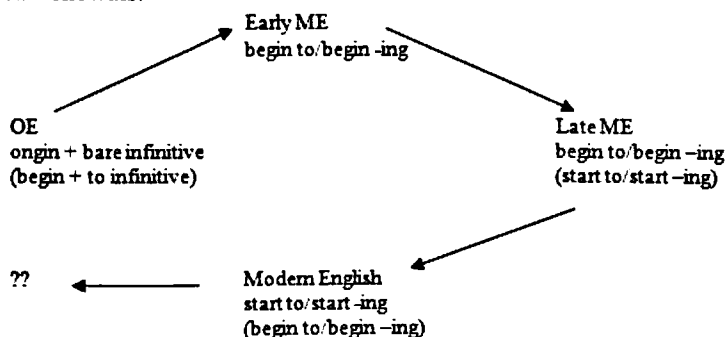 Early ME
begin to/begin -ing
OE
ongin + bare infinitive
(begin + to infinitive)
Late ME
begin to/begin –ing
(start to/start –ing)
Modern English
start to/start -ing
(begin to/begin –ing)
??